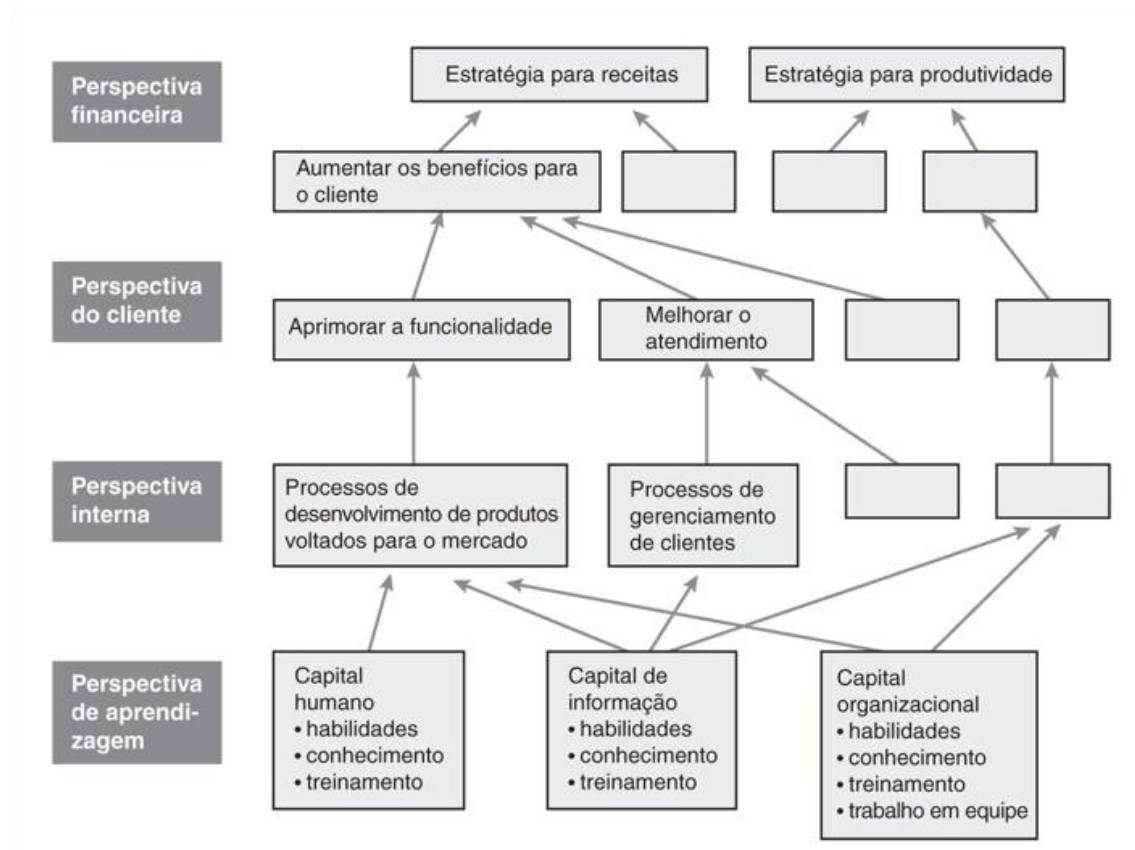 Perspectiva
financeira
Estratégia para receitas
Estratégia para produtividade
Aumentar os benefícios para
o cliente
Perspectiva
do cliente
Aprimorar a funcionalidade
Melhorar o
atendimento
Perspectiva
interna
Processos de
desenvolvimento de produtos
voltados para o mercado
Processos de
gerenciamento
de clientes
Perspectiva
de aprendi-
zagem
Capital
humano
• habilidades
• conhecimento
• treinamento
Capital de
informação
• habilidades
• conhecimento
• treinamento
Capital
organizacional
• habilidades
• conhecimento
• treinamento
• trabalho em equipe